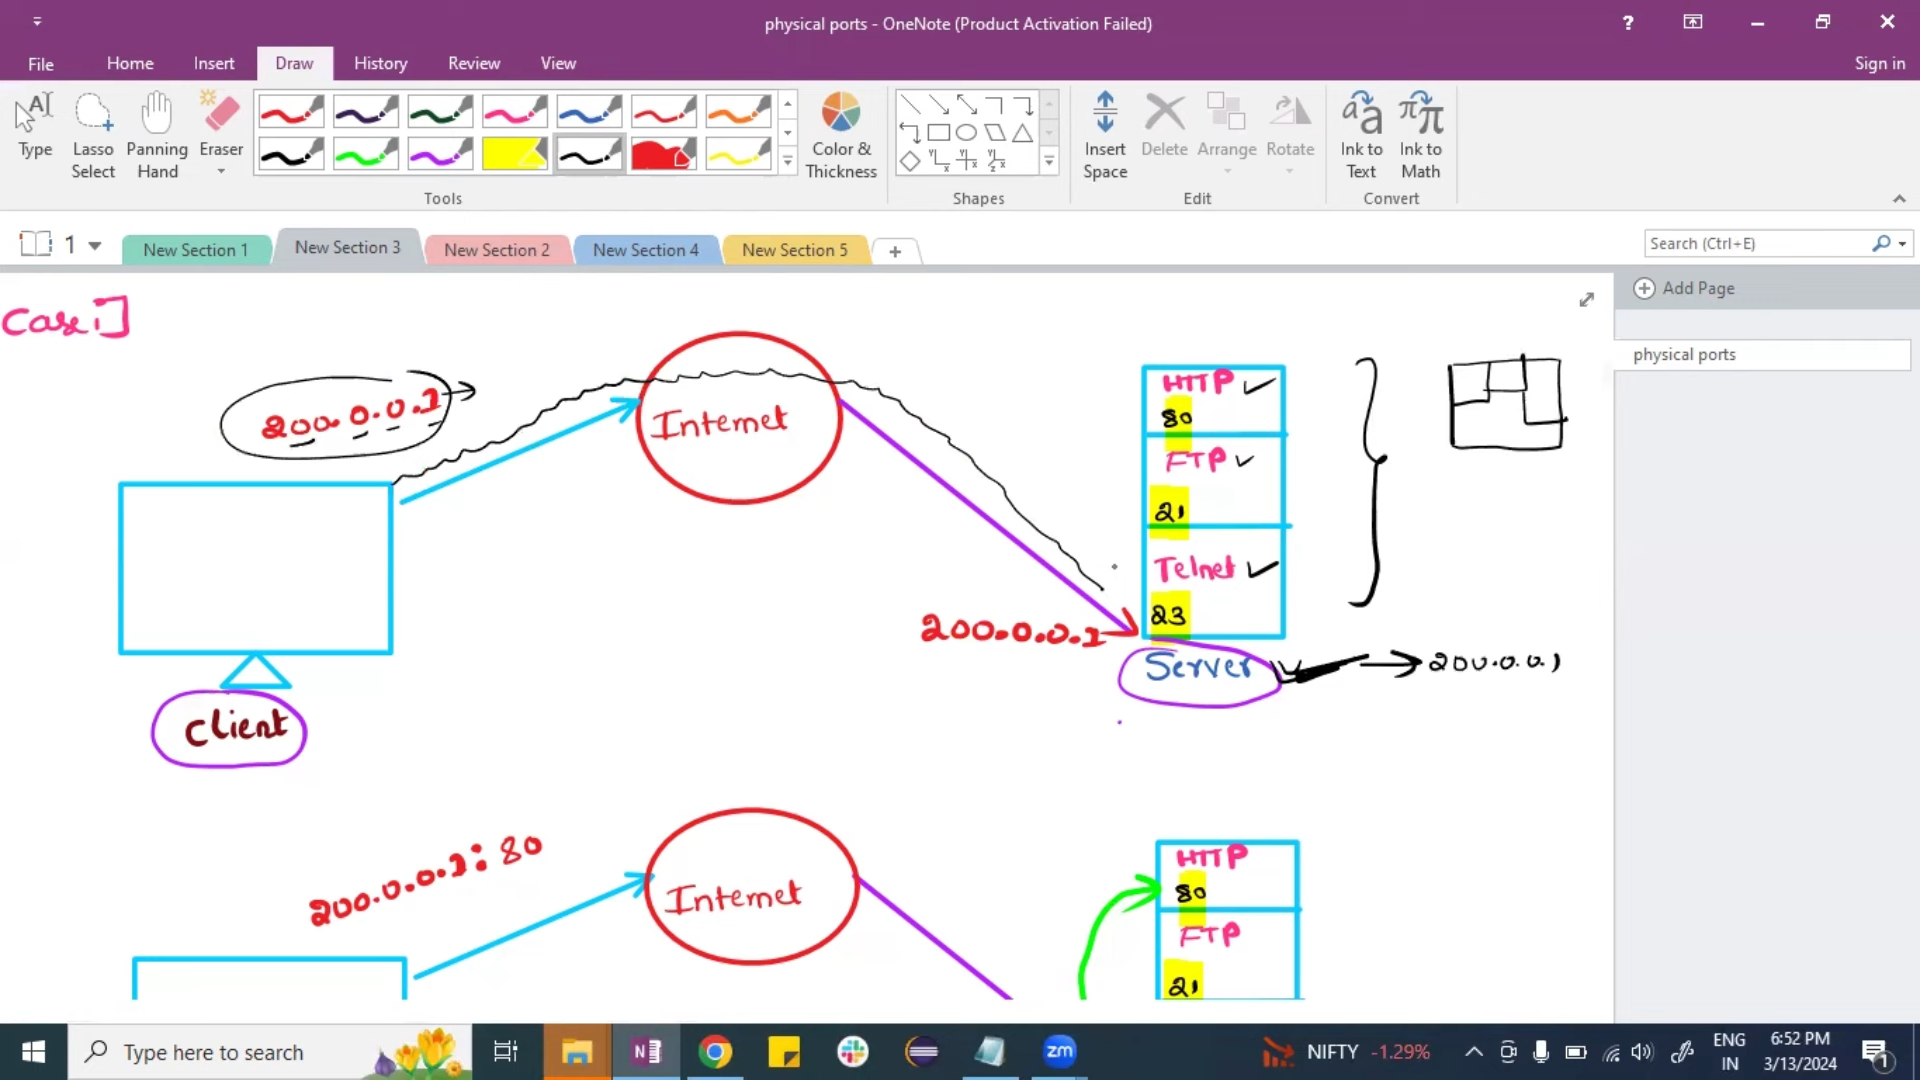 physical ports - OneNote (Product Activation Failed)
File Home Insert Draw History Review View Sign in
Type Lasso Select Panning Hand Eraser Color & Thickness Insert Space Delete Arrange Rotate Ink to Text Ink to Math
Tools Shapes Edit Convert
1 New Section 1 New Section 3 New Section 2 New Section 4 New Section 5 + Search (Ctrl+E)
Add Page
physical ports
Case:]
200.0.0.1
Internet
HTTP
80
FTP
21
Telnet
23
200.0.0.1
Server
200.0.0.1
Client
200.0.0.1: 80
Internet
HTTP
80
FTP
21
Type here to search
NIFTY -1.29%
ENG
IN
6:52 PM
3/13/2024
1